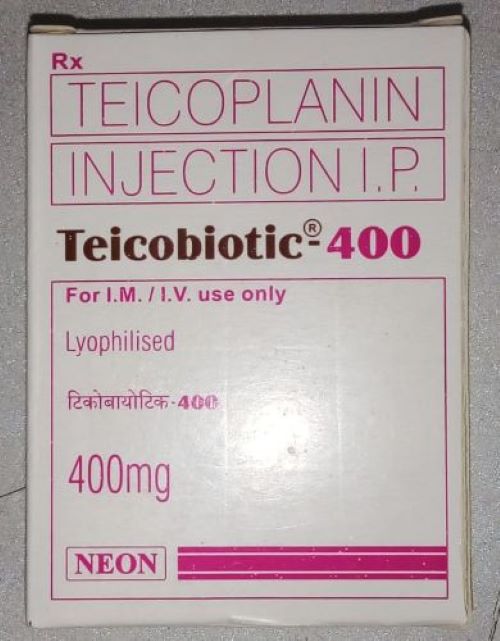 Rx
TEICOPLANIN
INJECTION I.P.
Teicobiotic®-400
For I.M. / I.V. use only
Lyophilised
टिकोबायोटिक-400
400mg
NEON